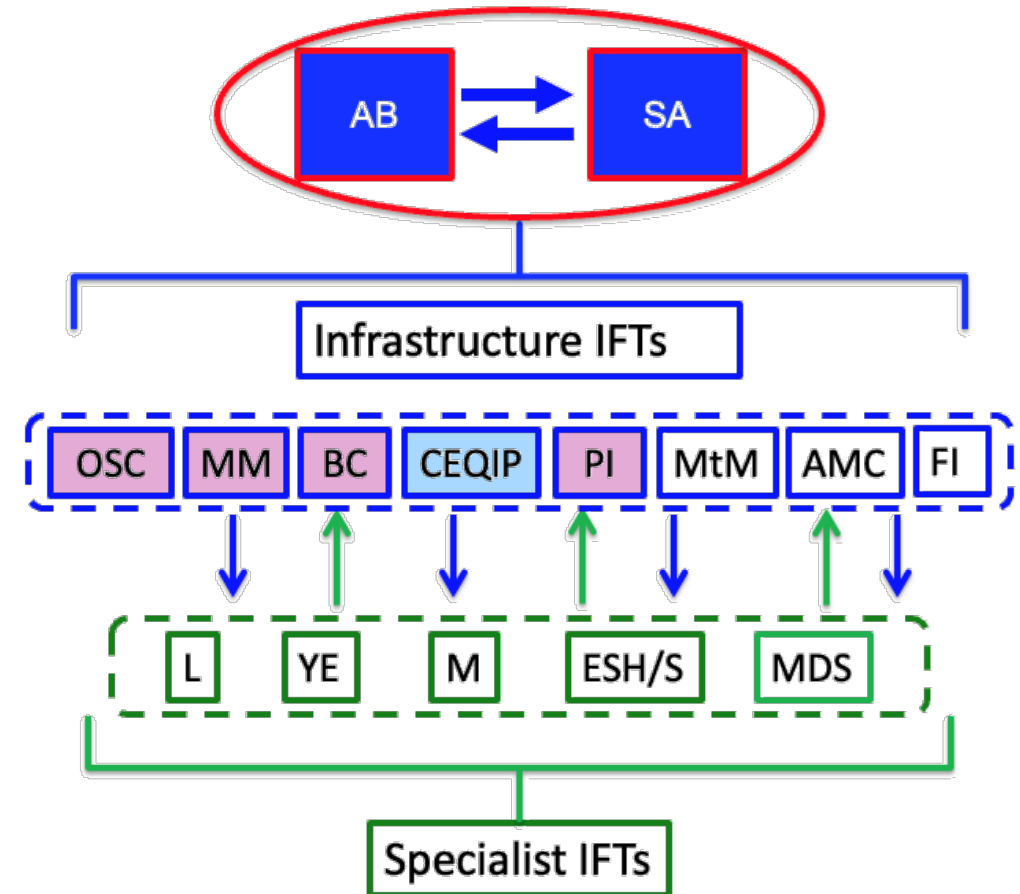 AB SA
Infrastructure IFTs
OSC MM BC CEQIP PI MtM AMC FI
L YE M ESH/S MDS
Specialist IFTs